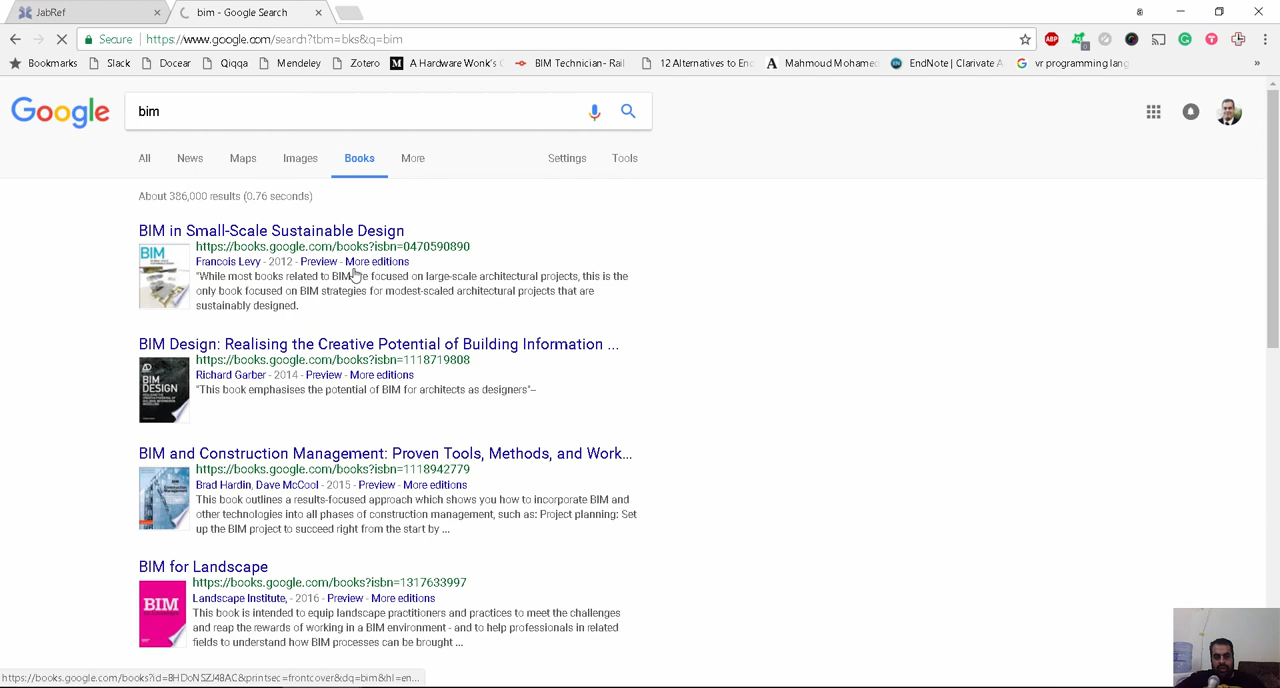 JabRef
bim - Google Search
Secure https://www.google.com/search?tbm=bks&q=bim
Bookmarks Slack Docear Qiqqa Mendeley Zotero A Hardware Wonk's BIM Technician- Rail 12 Alternatives to En Mahmoud Mohamed EndNote | Clarivate A vr programming lang
Google
bim
All News Maps Images Books More Settings Tools
About 386,000 results (0.76 seconds)
BIM in Small-Scale Sustainable Design
https://books.google.com/books?isbn=0470590890
Francois Levy - 2012 - Preview - More editions
"While most books related to BIM are focused on large-scale architectural projects, this is the
only book focused on BIM strategies for modest-scaled architectural projects that are
sustainably designed.
BIM
BIM Design: Realising the Creative Potential of Building Information ...
https://books.google.com/books?isbn=1118719808
Richard Garber - 2014 - Preview - More editions
"This book emphasises the potential of BIM for architects as designers"--
BIM
DESIGN
BIM and Construction Management: Proven Tools, Methods, and Work...
https://books.google.com/books?isbn=1118942779
Brad Hardin, Dave McCool - 2015 - Preview - More editions
This book outlines a results-focused approach which shows you how to incorporate BIM and
other technologies into all phases of construction management, such as: Project planning: Set
up the BIM project to succeed right from the start by ...
BIM for Landscape
https://books.google.com/books?isbn=1317633997
Landscape Institute, - 2016 - Preview - More editions
This book is intended to equip landscape practitioners and practices to meet the challenges
and reap the rewards of working in a BIM environment - and to help professionals in related
fields to understand how BIM processes can be brought ...
BIM
https://books.google.com/books?id=8HDoNSZJ48AC&printsec=frontcover&dq=bim&hl=en...